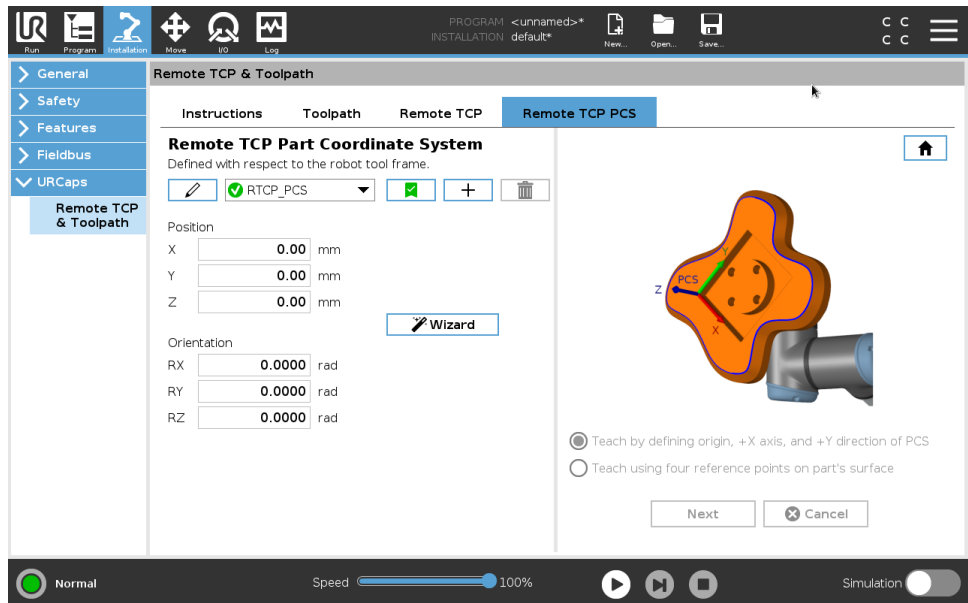 PROGRAM <unnamed>*
INSTALLATION default*
Run Program Installation Move I/O Log New... Open... Save...
C C
C C
General
Safety
Features
Fieldbus
URCaps
Remote TCP
& Toolpath
Remote TCP & Toolpath
Instructions Toolpath Remote TCP Remote TCP PCS
Remote TCP Part Coordinate System
Defined with respect to the robot tool frame.
RTCP_PCS
Position
X 0.00 mm
Y 0.00 mm
Z 0.00 mm
Wizard
Orientation
RX 0.0000 rad
RY 0.0000 rad
RZ 0.0000 rad
Y
PCS
Z
X
Teach by defining origin, +X axis, and +Y direction of PCS
Teach using four reference points on part's surface
Next Cancel
Normal Speed 100% Simulation